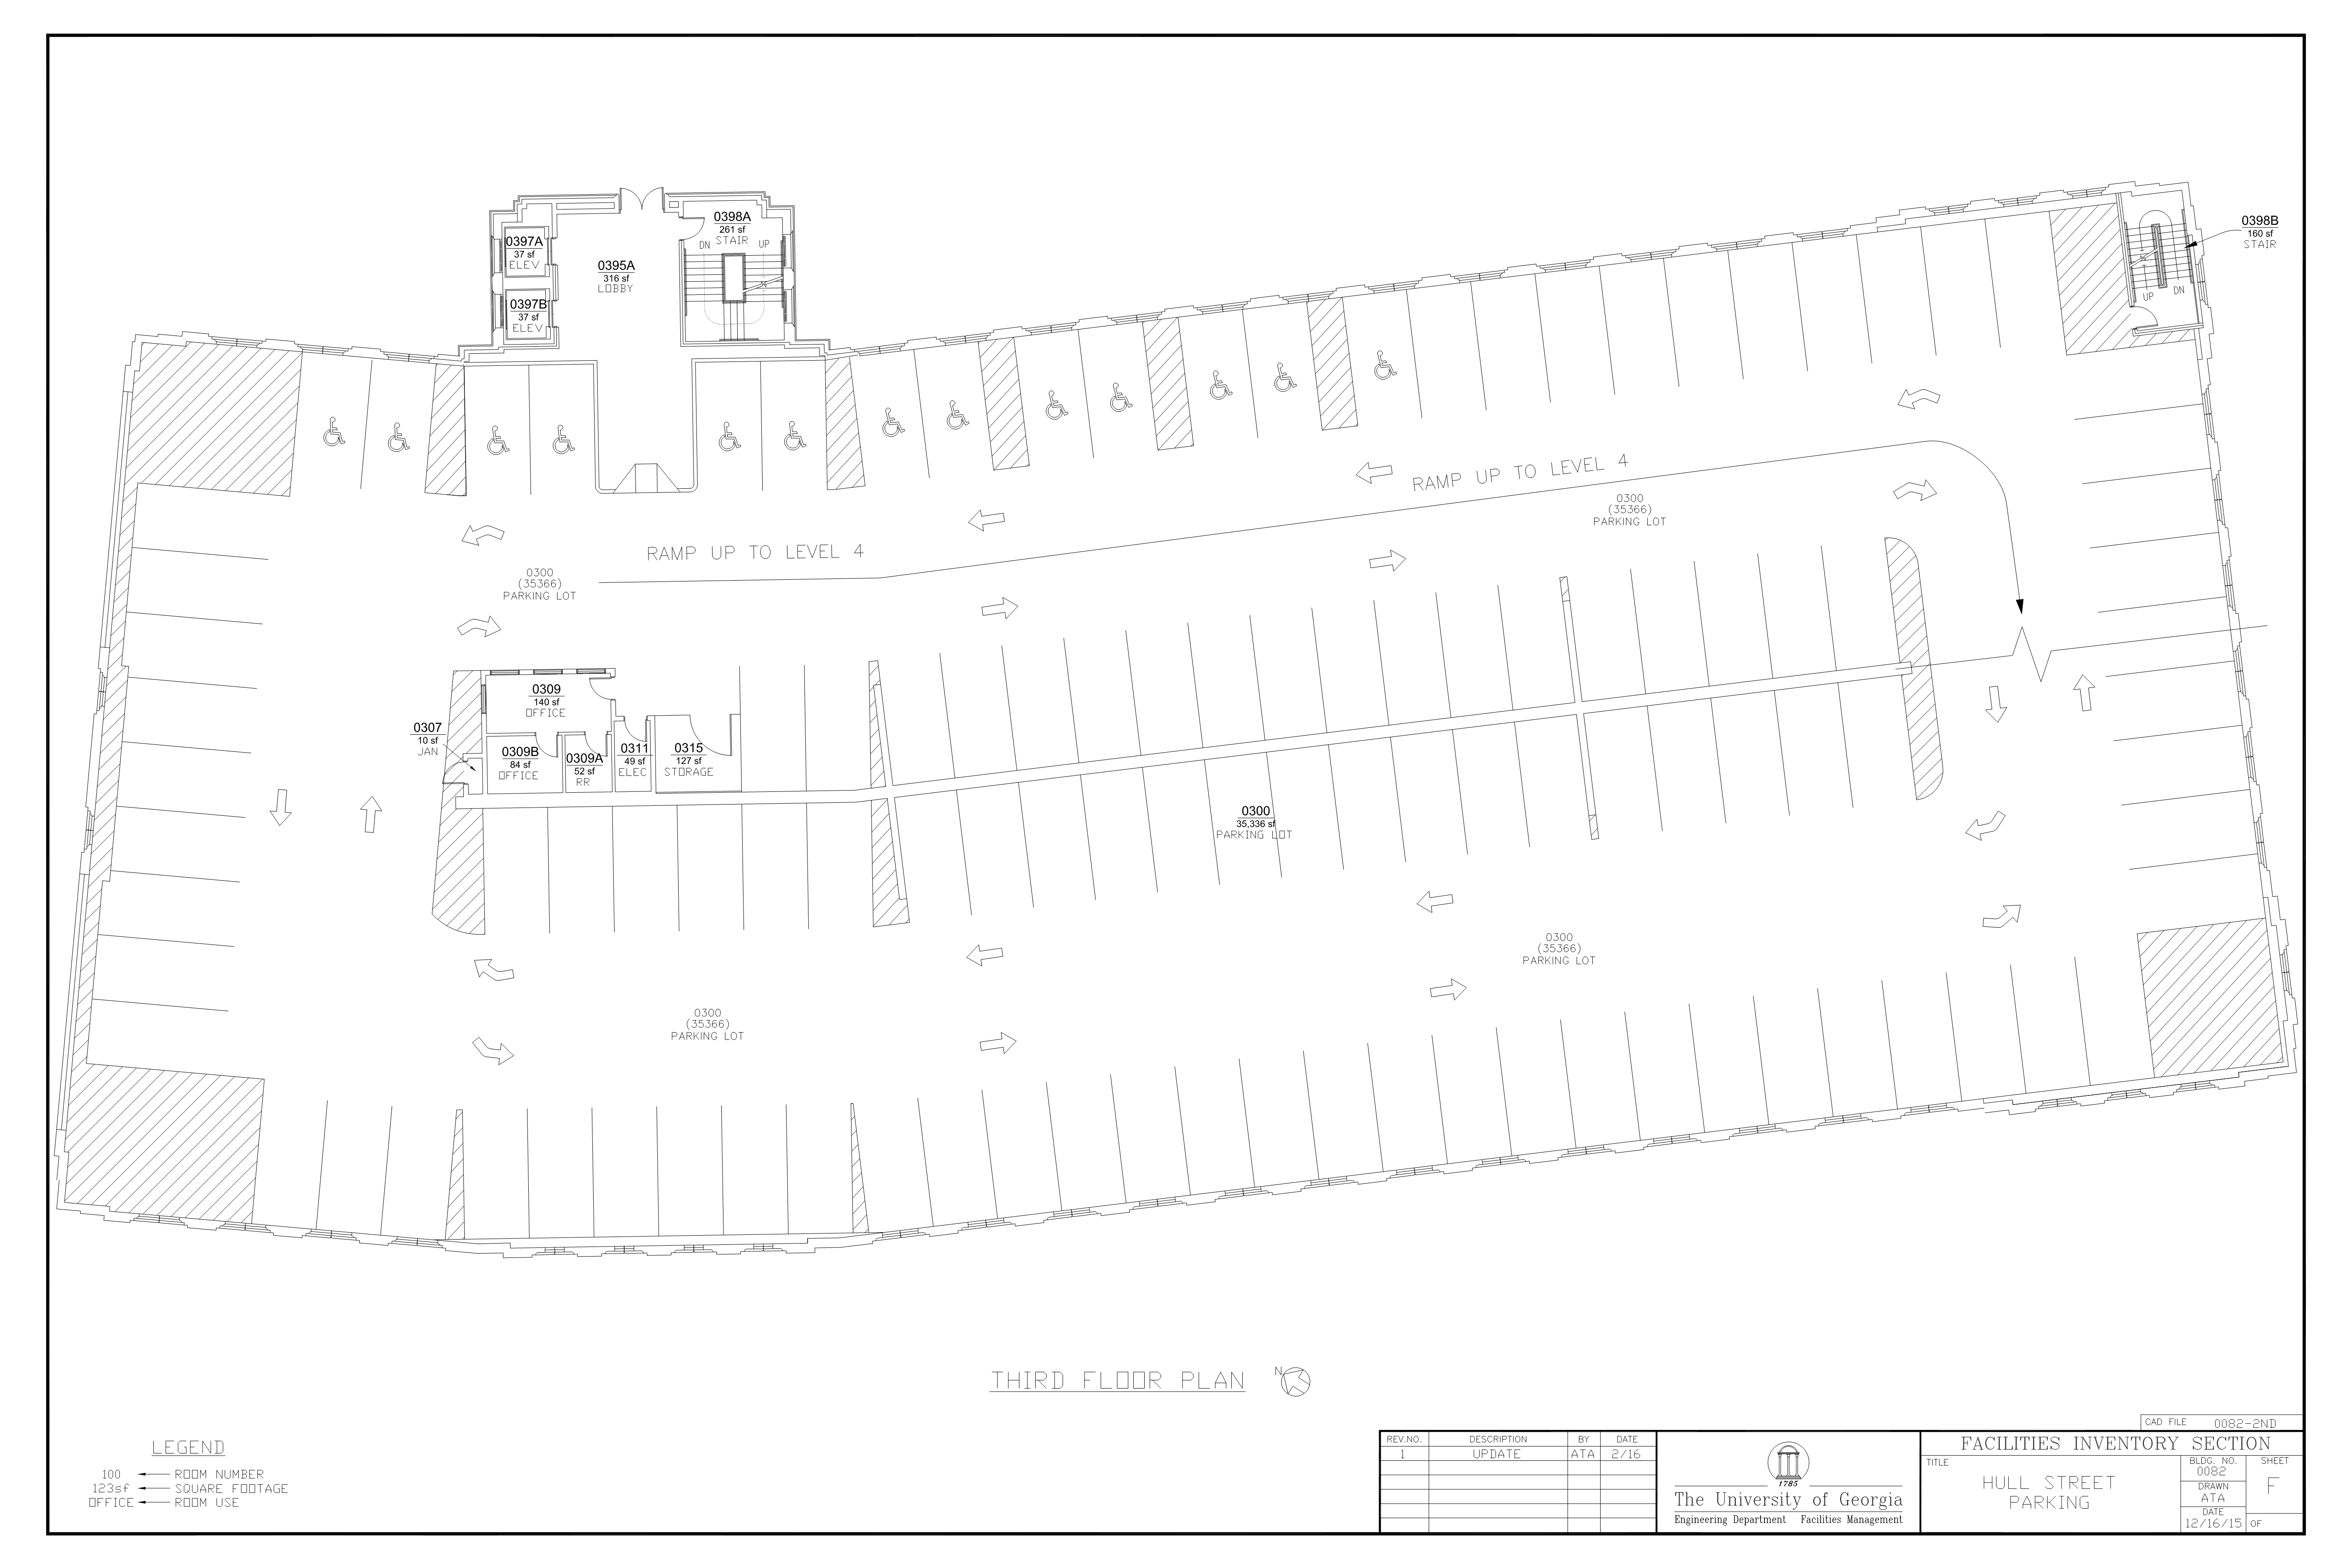 0398A
261 sf
STAIR
DN
UP
0397A
37 sf
ELEV
0395A
316 sf
LOBBY
0397B
37 sf
ELEV
0398B
160 sf
STAIR
UP
DN
RAMP UP TO LEVEL 4
0300
(35366)
PARKING LOT
RAMP UP TO LEVEL 4
0300
(35366)
PARKING LOT
0309
140 sf
OFFICE
0307
10 sf
JAN
0309B
84 sf
OFFICE
0309A
52 sf
RR
0311
49 sf
ELEC
0315
127 sf
STORAGE
0300
35,336 sf
PARKING LOT
0300
(35366)
PARKING LOT
0300
(35366)
PARKING LOT
THIRD FLOOR PLAN
N
LEGEND
100 ROOM NUMBER
123sf SQUARE FOOTAGE
OFFICE ROOM USE
CAD FILE 0082-2ND
REV.NO. DESCRIPTION BY DATE
1 UPDATE ATA 2/16
1785
The University of Georgia
Engineering Department Facilities Management
FACILITIES INVENTORY SECTION
TITLE
HULL STREET
PARKING
BLDG. NO.
0082
DRAWN
ATA
DATE
12/16/15
SHEET
F
OF